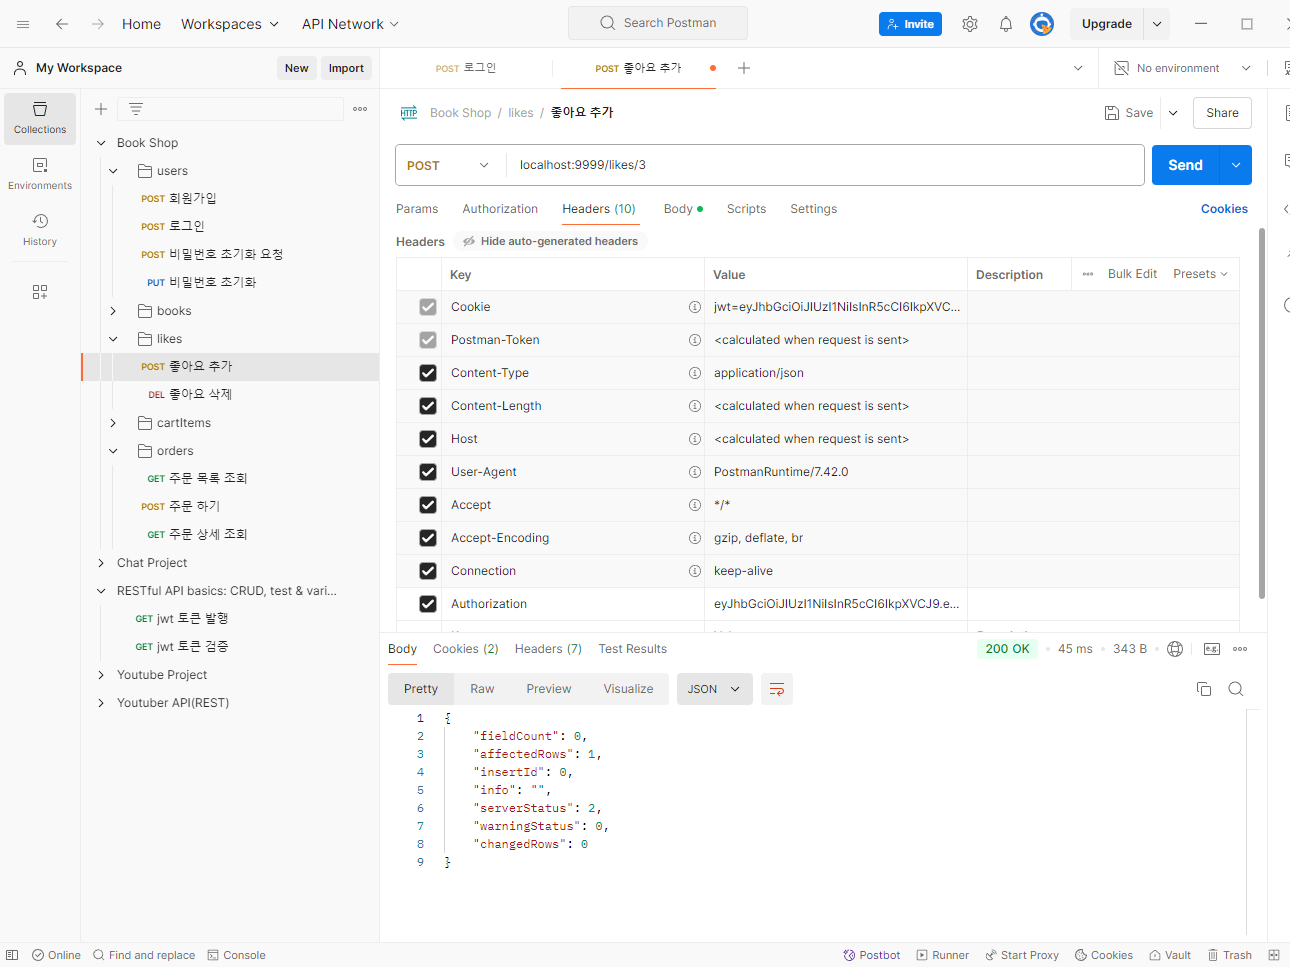 Home Workspaces API Network Search Postman Invite Upgrade
My Workspace New Import POST 로그인 POST 좋아요 추가 No environment
Collections
Environments
History
Book Shop
users
POST 회원가입
POST 로그인
POST 비밀번호 초기화 요청
PUT 비밀번호 초기화
books
likes
POST 좋아요 추가
DEL 좋아요 삭제
cartItems
orders
GET 주문 목록 조회
POST 주문 하기
GET 주문 상세 조회
Chat Project
RESTful API basics: CRUD, test & vari...
GET jwt 토큰 발행
GET jwt 토큰 검증
Youtube Project
Youtuber API(REST)
HTTP Book Shop / likes / 좋아요 추가 Save Share
POST localhost:9999/likes/3 Send
Params Authorization Headers (10) Body Scripts Settings Cookies
Headers Hide auto-generated headers
Key Value Description Bulk Edit Presets
Cookie jwt=eyJhbGciOiJIUzI1NiIsInR5cCI6IkpXVC...
Postman-Token <calculated when request is sent>
Content-Type application/json
Content-Length <calculated when request is sent>
Host <calculated when request is sent>
User-Agent PostmanRuntime/7.42.0
Accept */*
Accept-Encoding gzip, deflate, br
Connection keep-alive
Authorization eyJhbGciOiJIUzI1NiIsInR5cCI6IkpXVCJ9.e...
Body Cookies (2) Headers (7) Test Results 200 OK 45 ms 343 B e.g.
Pretty Raw Preview Visualize JSON
1 {
2 "fieldCount": 0,
3 "affectedRows": 1,
4 "insertId": 0,
5 "info": "",
6 "serverStatus": 2,
7 "warningStatus": 0,
8 "changedRows": 0
9 }
Online Find and replace Console Postbot Runner Start Proxy Cookies Vault Trash